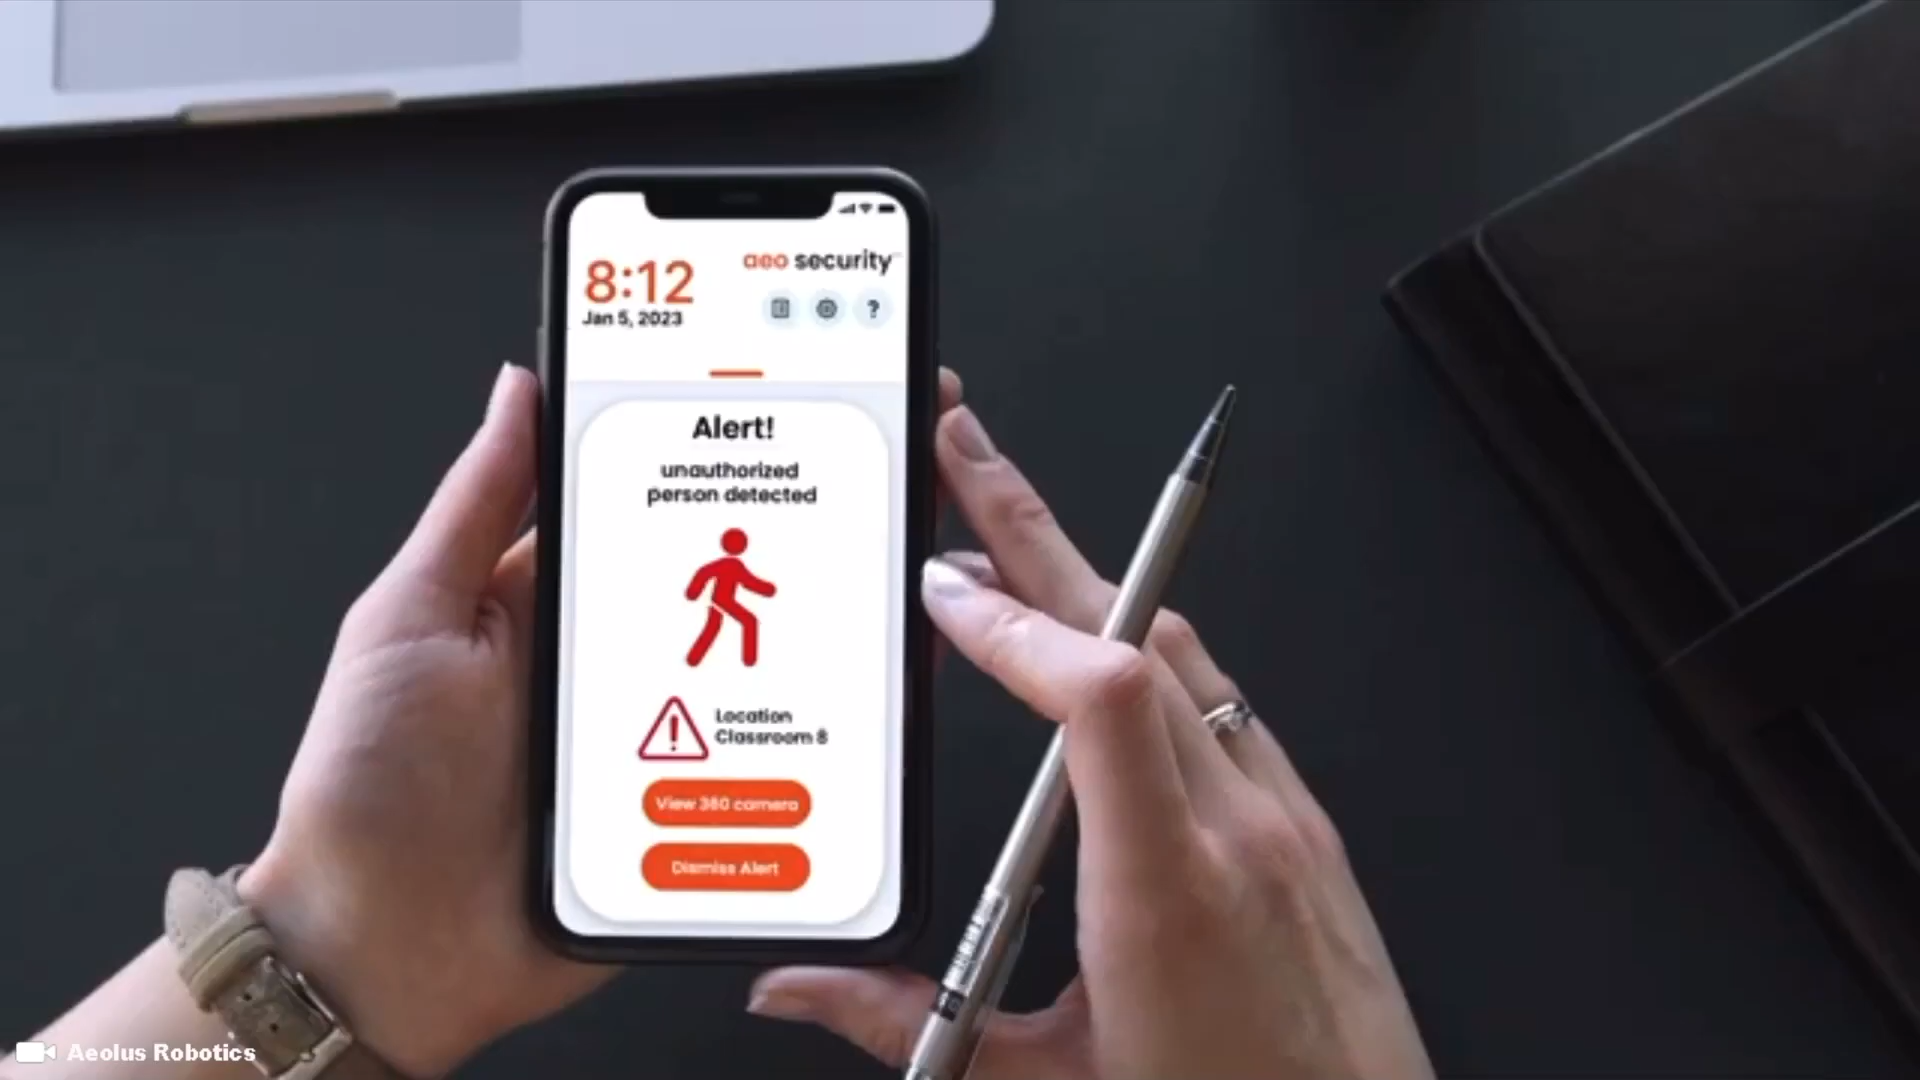 8:12
Jan 5, 2023
aeo security
?
Alert!
unauthorized
person detected
Location
Classroom 8
View 360 camera
Dismiss Alert
Aeolus Robotics